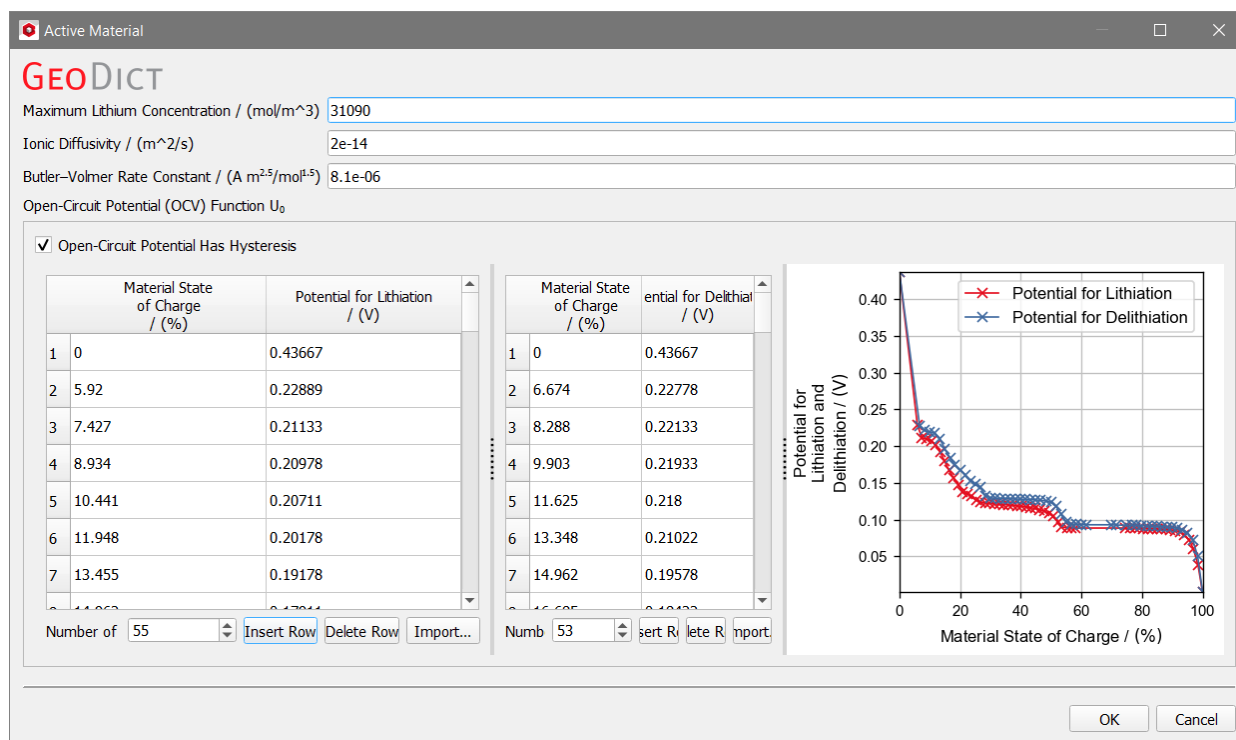 Active Material
GEODICT
Maximum Lithium Concentration / (mol/m^3) 31090
Ionic Diffusivity / (m^2/s) 2e-14
Butler–Volmer Rate Constant / (A m²·⁵/mol¹·⁵) 8.1e-06
Open-Circuit Potential (OCV) Function U₀
Open-Circuit Potential Has Hysteresis
Material State
of Charge
/ (%)
Potential for Lithiation
/ (V)
1 0 0.43667
2 5.92 0.22889
3 7.427 0.21133
4 8.934 0.20978
5 10.441 0.20711
6 11.948 0.20178
7 13.455 0.19178
Number of 55 Insert Row Delete Row Import...
Material State
of Charge
/ (%)
ential for Delithiat
/ (V)
1 0 0.43667
2 6.674 0.22778
3 8.288 0.22133
4 9.903 0.21933
5 11.625 0.218
6 13.348 0.21022
7 14.962 0.19578
Numb 53 sert R lete R mport.
Potential for
Lithiation and
Delithiation / (V)
0.40
0.35
0.30
0.25
0.20
0.15
0.10
0.05
Potential for Lithiation
Potential for Delithiation
0 20 40 60 80 100
Material State of Charge / (%)
OK Cancel